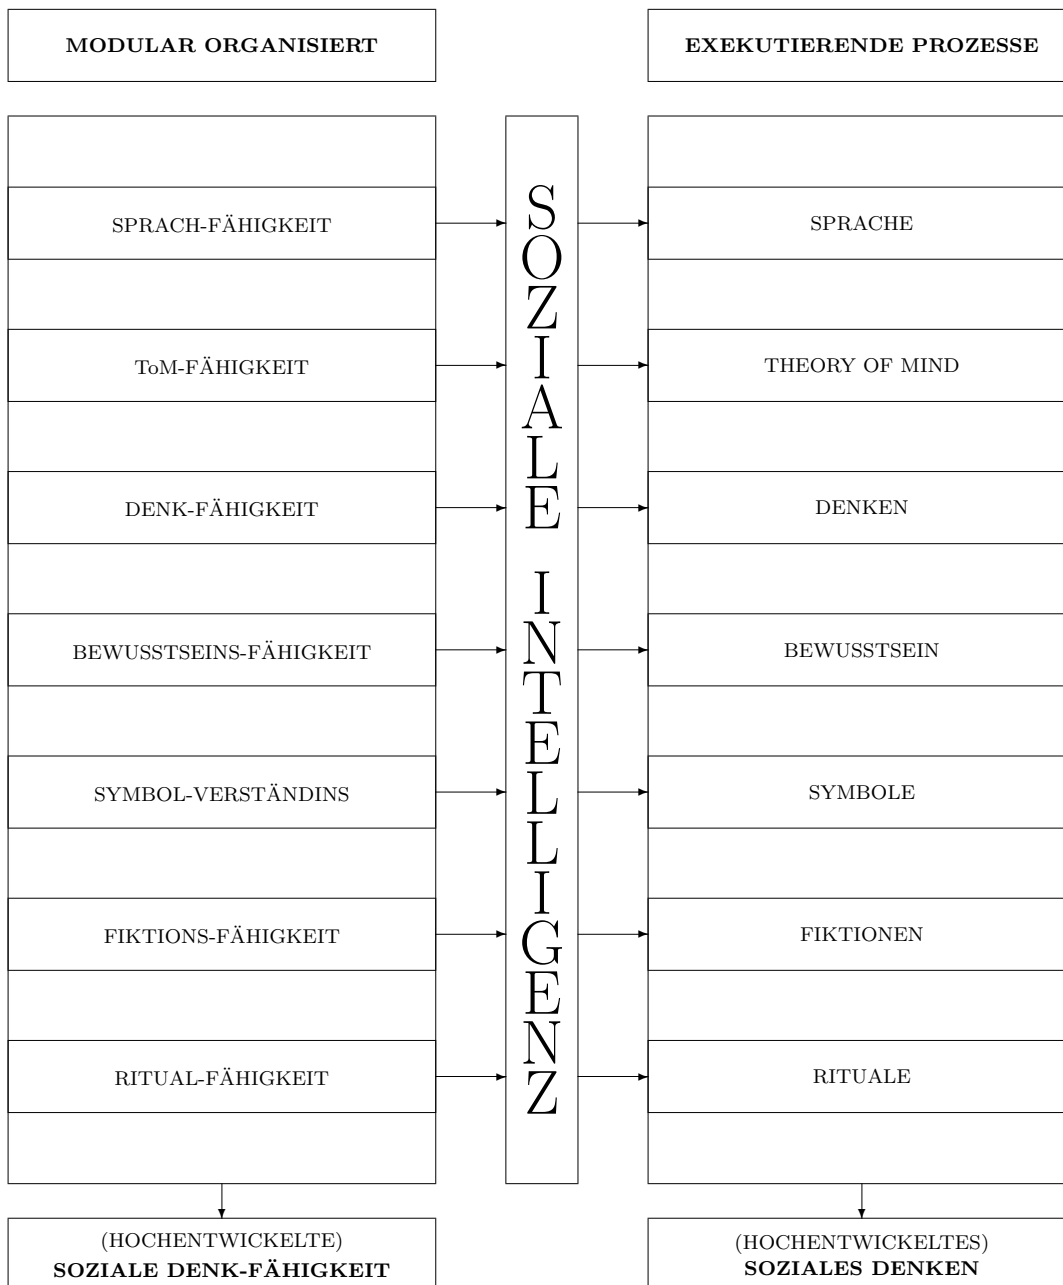 MODULAR ORGANISIERT
EXEKUTIERENDE PROZESSE
SPRACH-FÄHIGKEIT
SPRACHE
ToM-FÄHIGKEIT
THEORY OF MIND
DENK-FÄHIGKEIT
DENKEN
BEWUSSTSEINS-FÄHIGKEIT
BEWUSSTSEIN
SYMBOL-VERSTÄNDINS
SYMBOLE
FIKTIONS-FÄHIGKEIT
FIKTIONEN
RITUAL-FÄHIGKEIT
RITUALE
SOZIALE INTELLIGENZ
(HOCHENTWICKELTE)
SOZIALE DENK-FÄHIGKEIT
(HOCHENTWICKELTES)
SOZIALES DENKEN